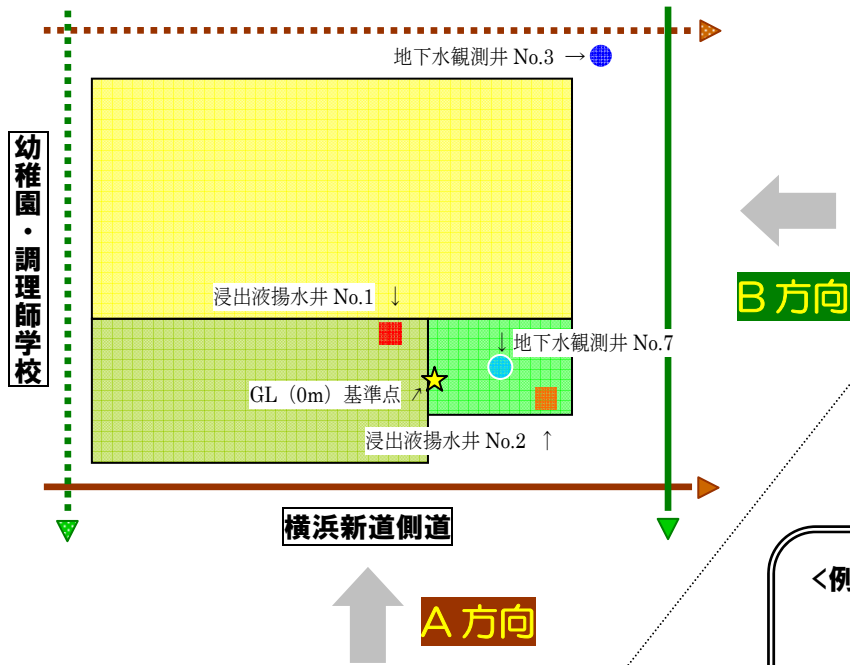 地下水観測井 No.3 →
幼稚園・調理師学校
浸出液揚水井 No.1 ↓
B 方向
↓ 地下水観測井 No.7
GL（0m）基準点 ↗
浸出液揚水井 No.2 ↑
横浜新道側道
<例
A 方向